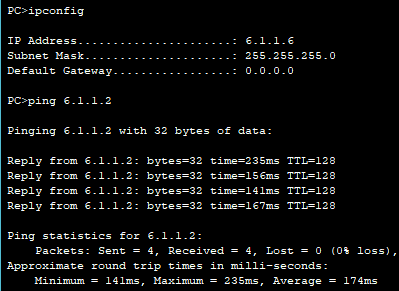 PC>ipconfig
IP Address......................: 6.1.1.6
Subnet Mask.....................: 255.255.255.0
Default Gateway.................: 0.0.0.0
PC>ping 6.1.1.2
Pinging 6.1.1.2 with 32 bytes of data:
Reply from 6.1.1.2: bytes=32 time=235ms TTL=128
Reply from 6.1.1.2: bytes=32 time=156ms TTL=128
Reply from 6.1.1.2: bytes=32 time=141ms TTL=128
Reply from 6.1.1.2: bytes=32 time=167ms TTL=128
Ping statistics for 6.1.1.2:
Packets: Sent = 4, Received = 4, Lost = 0 (0% loss),
Approximate round trip times in milli-seconds:
Minimum = 141ms, Maximum = 235ms, Average = 174ms